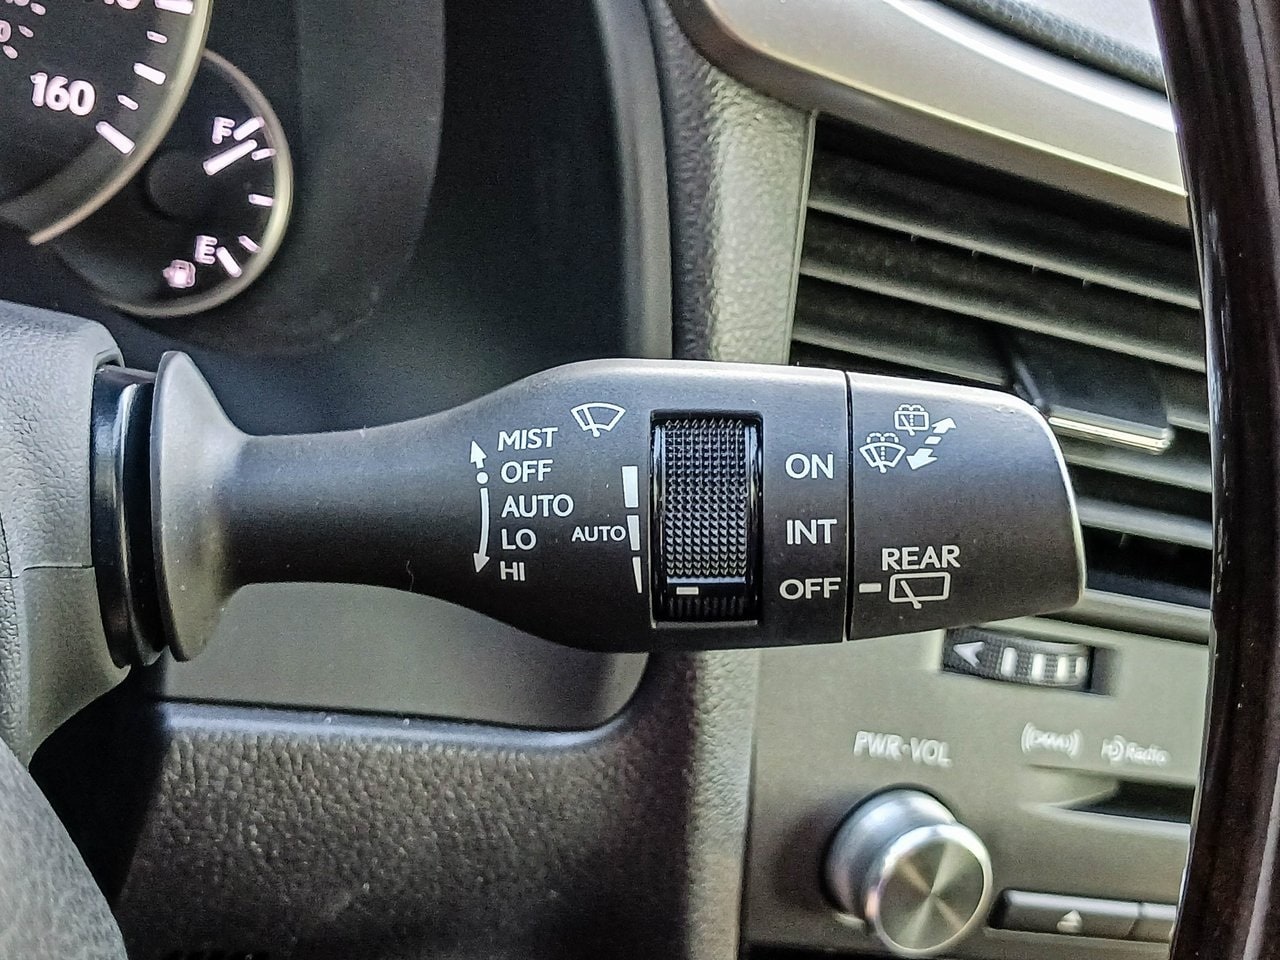 160
F
E
MIST
OFF
AUTO
LO
HI
AUTO
ON
INT
OFF
REAR
PWR·VOL
HD Radio